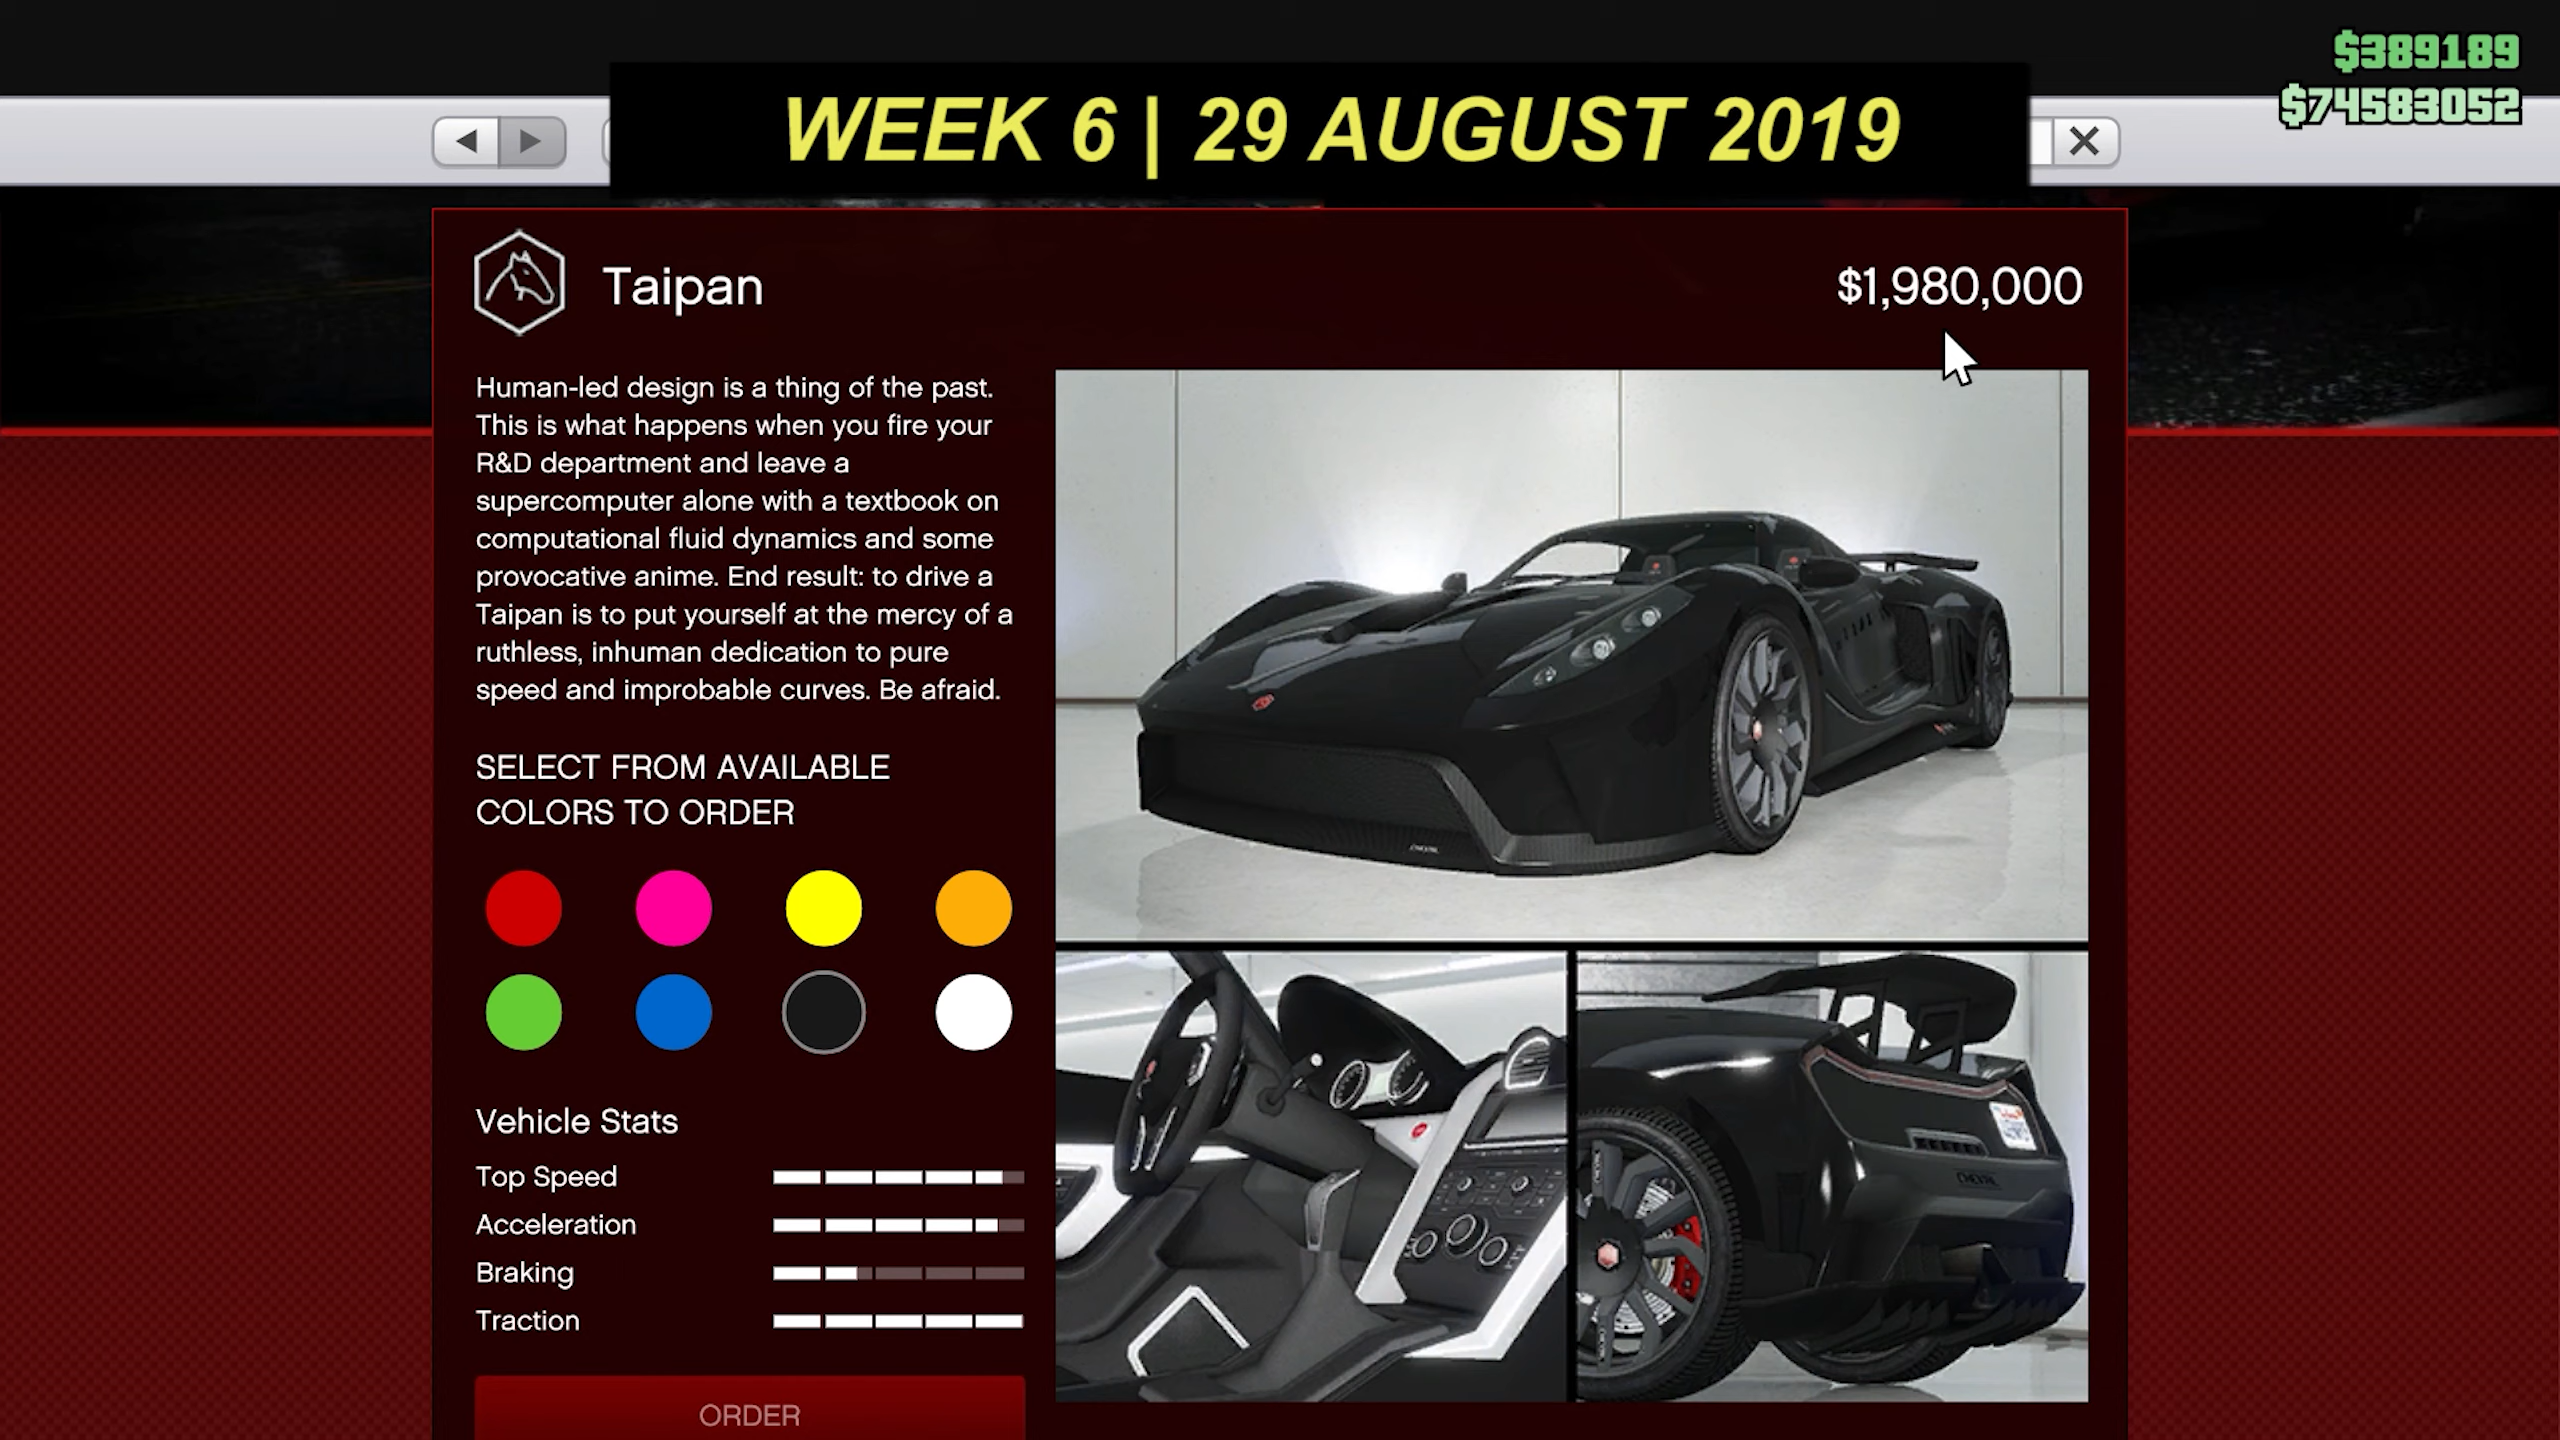 $389189
$74583052
WEEK 6 | 29 AUGUST 2019
Taipan
$1,980,000
Human-led design is a thing of the past.
This is what happens when you fire your
R&D department and leave a
supercomputer alone with a textbook on
computational fluid dynamics and some
provocative anime. End result: to drive a
Taipan is to put yourself at the mercy of a
ruthless, inhuman dedication to pure
speed and improbable curves. Be afraid.
SELECT FROM AVAILABLE
COLORS TO ORDER
Vehicle Stats
Top Speed
Acceleration
Braking
Traction
ORDER